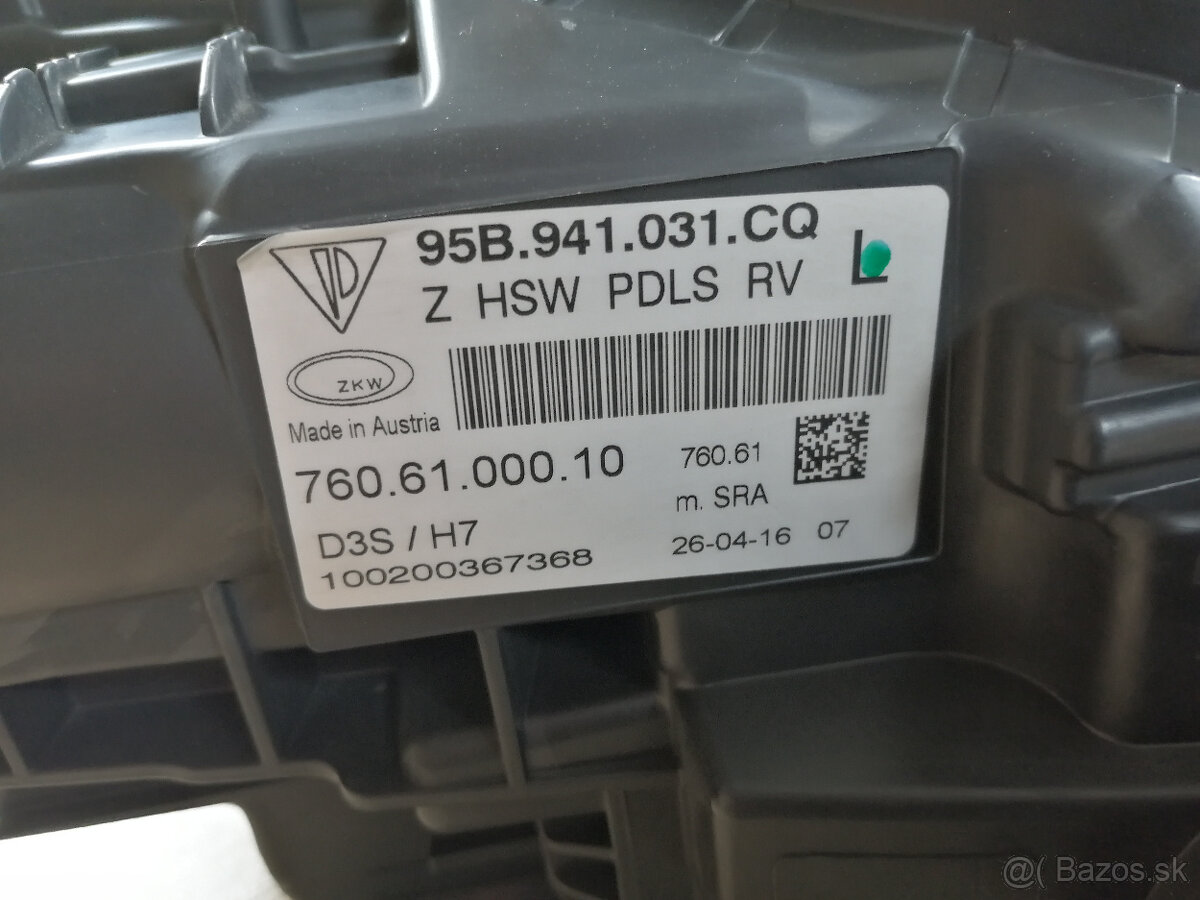 95B.941.031.CQ
Z HSW PDLS RV L
ZKW
Made in Austria
760.61.000.10
760.61
m. SRA
D3S / H7
26-04-16 07
100200367368
@( Bazos.sk